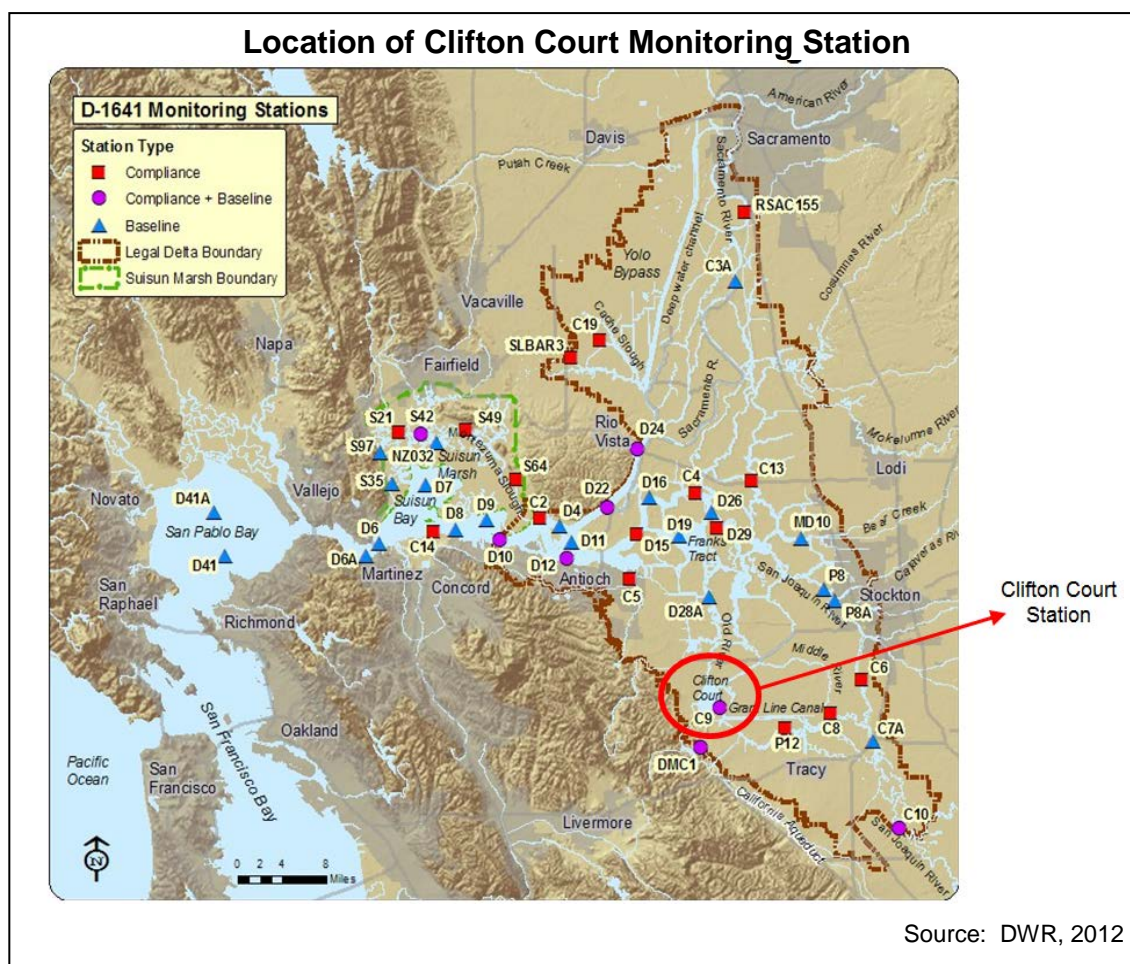 Location of Clifton Court Monitoring Station
D-1641 Monitoring Stations
Station Type
Compliance
Compliance + Baseline
Baseline
Legal Delta Boundary
Suisun Marsh Boundary
American River
Davis
Sacramento
Putah Creek
Sacramento River
RSAC155
Yolo
Bypass
Deep water channel
C3A
Cosumnes River
Vacaville
C19
Cache Slough
SLBAR3
Napa
Fairfield
Sacramento R.
Mokelumne River
S21
S42
S49
Rio
Vista
D24
S97
NZ032
Montezuma Slough
Suisun
Marsh
S64
Lodi
C13
C4
S35
D7
D22
D16
D26
Novato
D41A
Vallejo
Suisun
Bay
D9
C2
D4
San Pablo Bay
D8
D19
Franks
Tract
D29
MD10
Bear Creek
D6
C14
D10
D11
D15
Calaveras River
D41
D6A
Martinez
D12
Antioch
San
Raphael
Concord
C5
San Joaquin River
P8
Stockton
Richmond
D28A
P8A
Clifton Court
Station
Old River
Middle River
C6
Clifton
Court
C9
Grant Line Canal
C8
C7A
San Francisco Bay
Oakland
P12
DMC1
Tracy
Pacific
Ocean
San
Francisco
California Aqueduct
Livermore
C10
San Joaquin River
N
0 2 4 8
Miles
Source: DWR, 2012